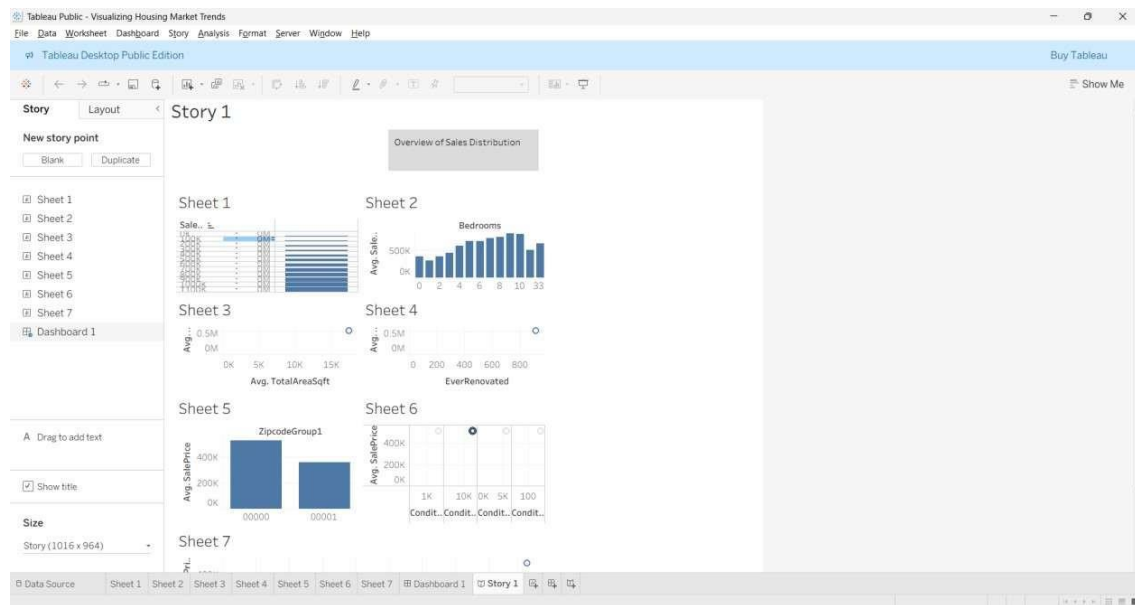 Tableau Public - Visualizing Housing Market Trends
File Data Worksheet Dashboard Story Analysis Format Server Window Help
Tableau Desktop Public Edition
Buy Tableau
Show Me
Story Layout
New story point
Blank Duplicate
Sheet 1
Sheet 2
Sheet 3
Sheet 4
Sheet 5
Sheet 6
Sheet 7
Dashboard 1
A Drag to add text
Show title
Size
Story (1016 x 964)
Story 1
Overview of Sales Distribution
Sheet 1
Sale..
100K
1100K
Sheet 2
Bedrooms
Avg. Sale..
500K
0K
0 2 4 6 8 10 33
Sheet 3
Avg. ...
0.5M
0M
0K 5K 10K 15K
Avg. TotalAreaSqft
Sheet 4
Avg. ...
0.5M
0M
0 200 400 600 800
EverRenovated
Sheet 5
ZipcodeGroup1
Avg. SalePrice
400K
200K
0K
00000 00001
Sheet 6
Avg. SalePrice
400K
200K
0K
1K 10K 0K 5K 100
Condit.. Condit.. Condit.. Condit..
Sheet 7
Data Source Sheet 1 Sheet 2 Sheet 3 Sheet 4 Sheet 5 Sheet 6 Sheet 7 Dashboard 1 Story 1